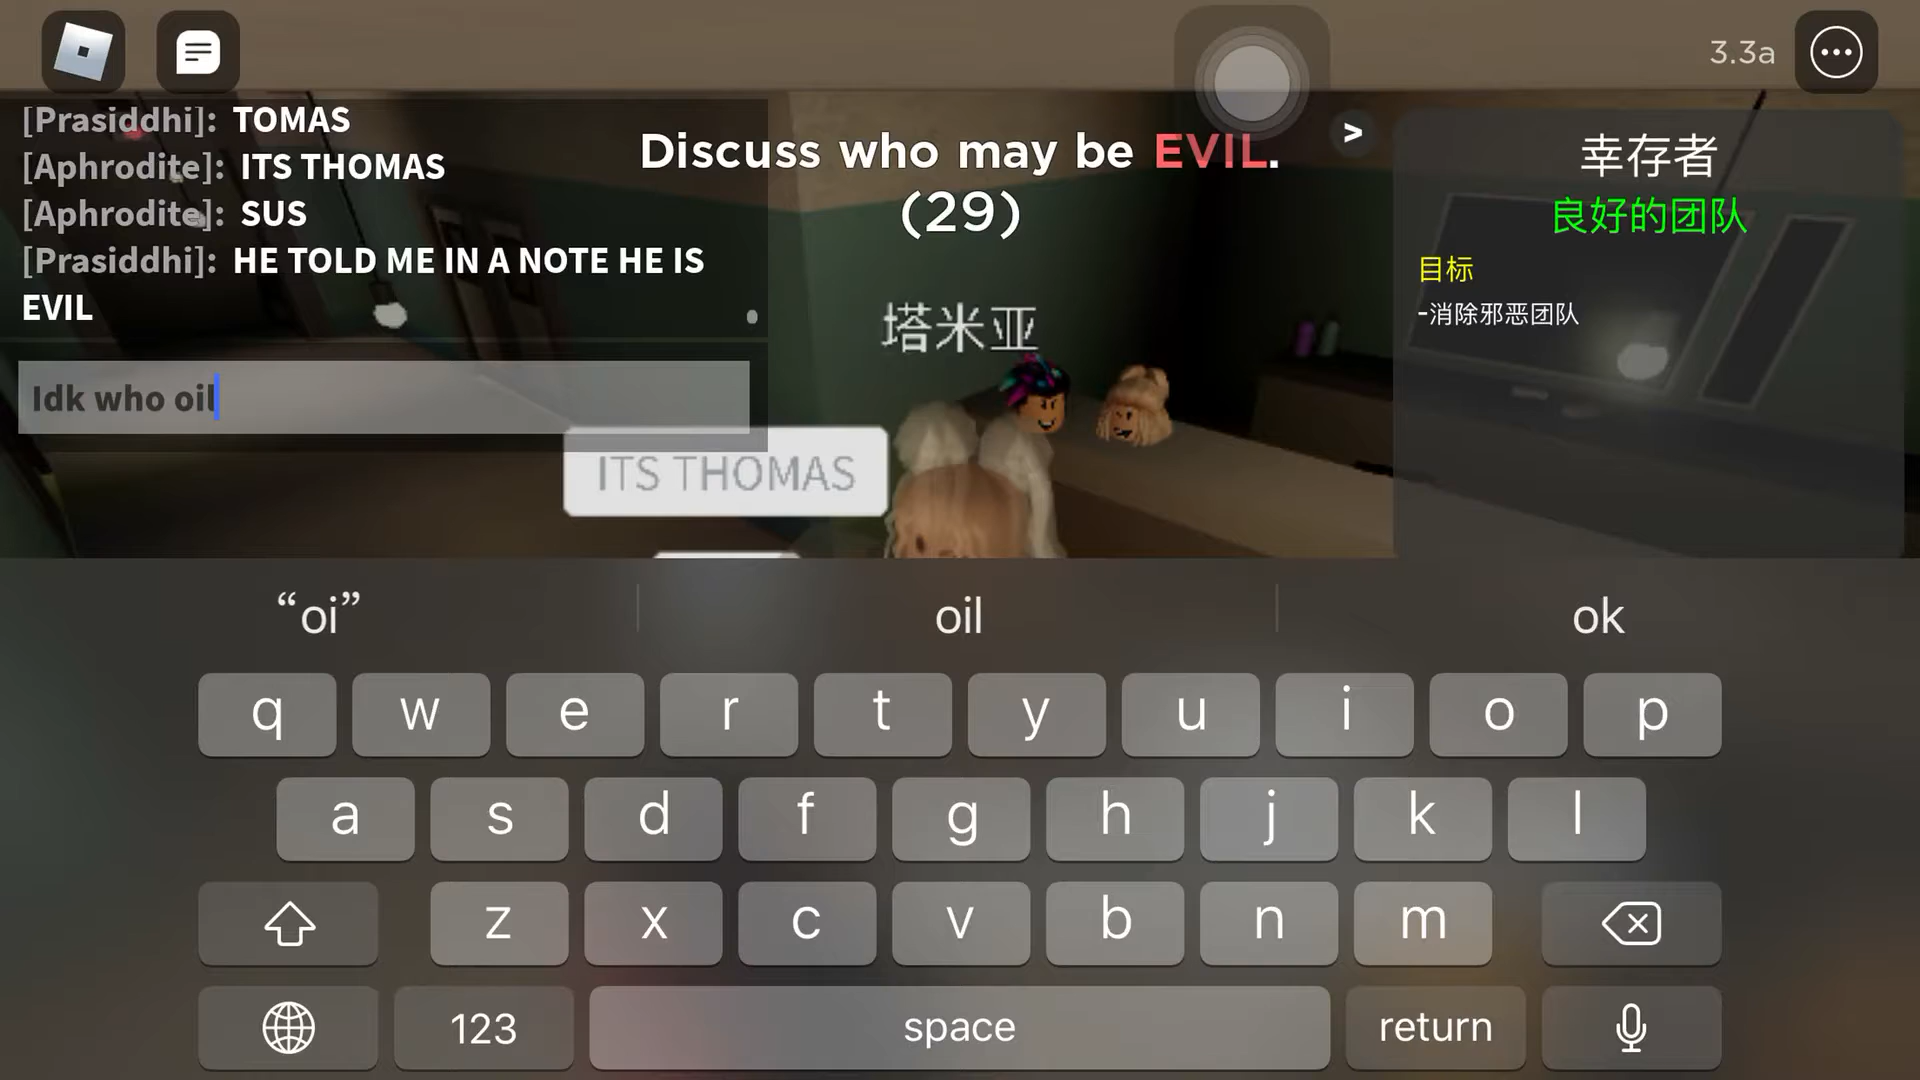 3.3a
[Prasiddhi]: TOMAS
[Aphrodite]: ITS THOMAS
[Aphrodite]: SUS
[Prasiddhi]: HE TOLD ME IN A NOTE HE IS
EVIL
Idk who oil
Discuss who may be EVIL.
(29)
>
塔米亚
ITS THOMAS
幸存者
良好的团队
目标
-消除邪恶团队
“oi” oil ok
q w e r t y u i o p
a s d f g h j k l
z x c v b n m
123 space return